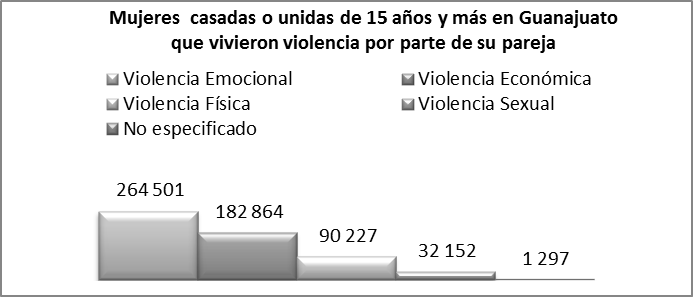 Mujeres casadas o unidas de 15 años y más en Guanajuato
que vivieron violencia por parte de su pareja
Violencia Emocional
Violencia Económica
Violencia Física
Violencia Sexual
No especificado
264 501
182 864
90 227
32 152
1 297